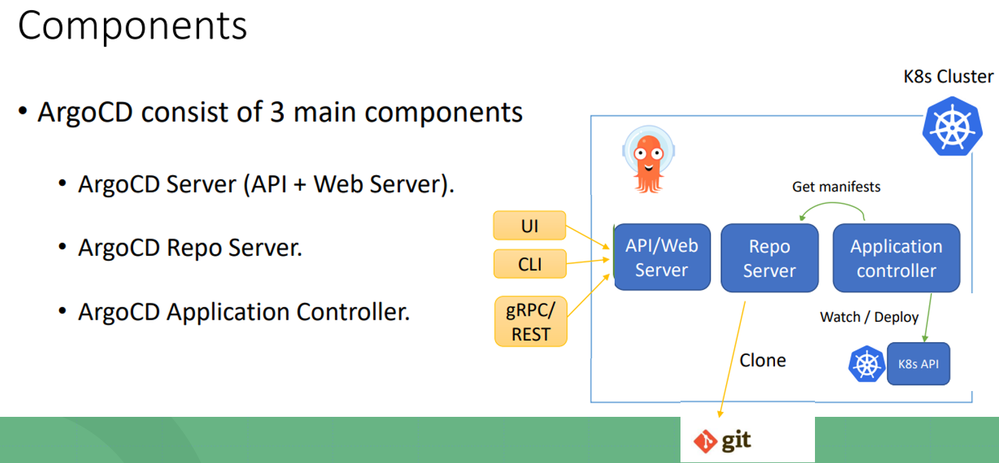 Components
• ArgoCD consist of 3 main components
• ArgoCD Server (API + Web Server).
• ArgoCD Repo Server.
• ArgoCD Application Controller.
K8s Cluster
Get manifests
UI
CLI
gRPC/
REST
API/Web
Server
Repo
Server
Application
controller
Watch / Deploy
Clone
K8s API
git